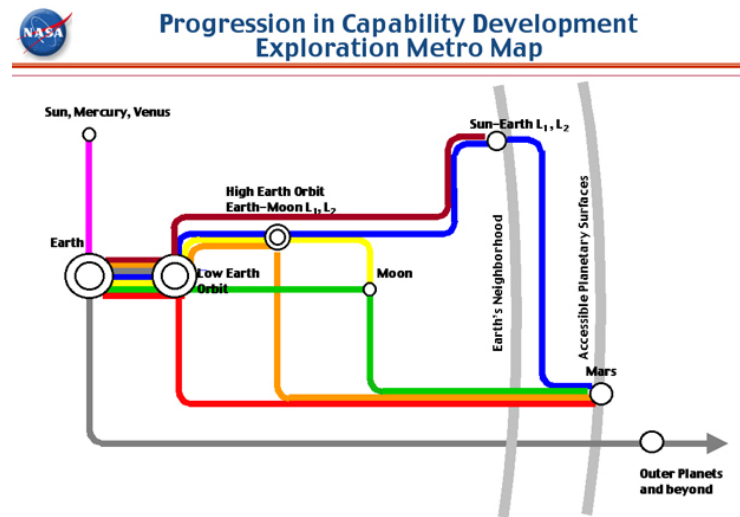 NASA
Progression in Capability Development
Exploration Metro Map
Sun, Mercury, Venus
Sun-Earth L1, L2
High Earth Orbit
Earth-Moon L1, L2
Earth
Low Earth
Orbit
Moon
Earth's Neighborhood
Accessible Planetary Surfaces
Mars
Outer Planets
and beyond